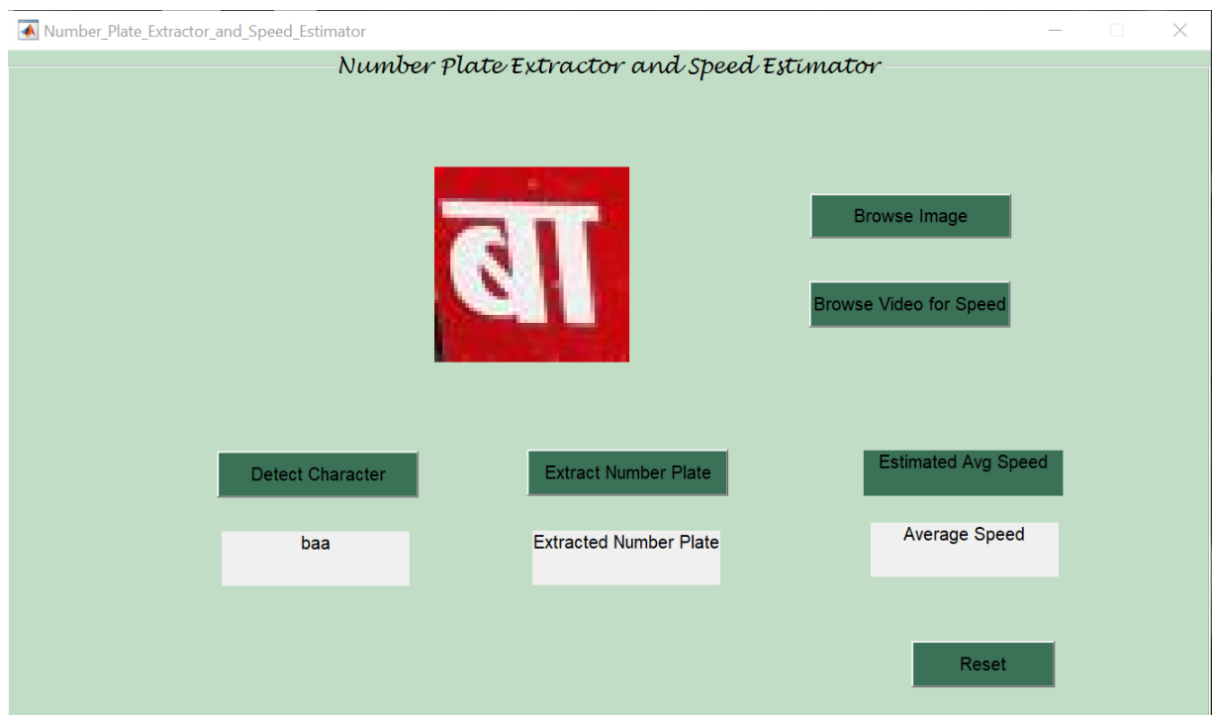 Number_Plate_Extractor_and_Speed_Estimator
Number Plate Extractor and Speed Estimator
बा
Browse Image
Browse Video for Speed
Detect Character
Extract Number Plate
Estimated Avg Speed
baa
Extracted Number Plate
Average Speed
Reset